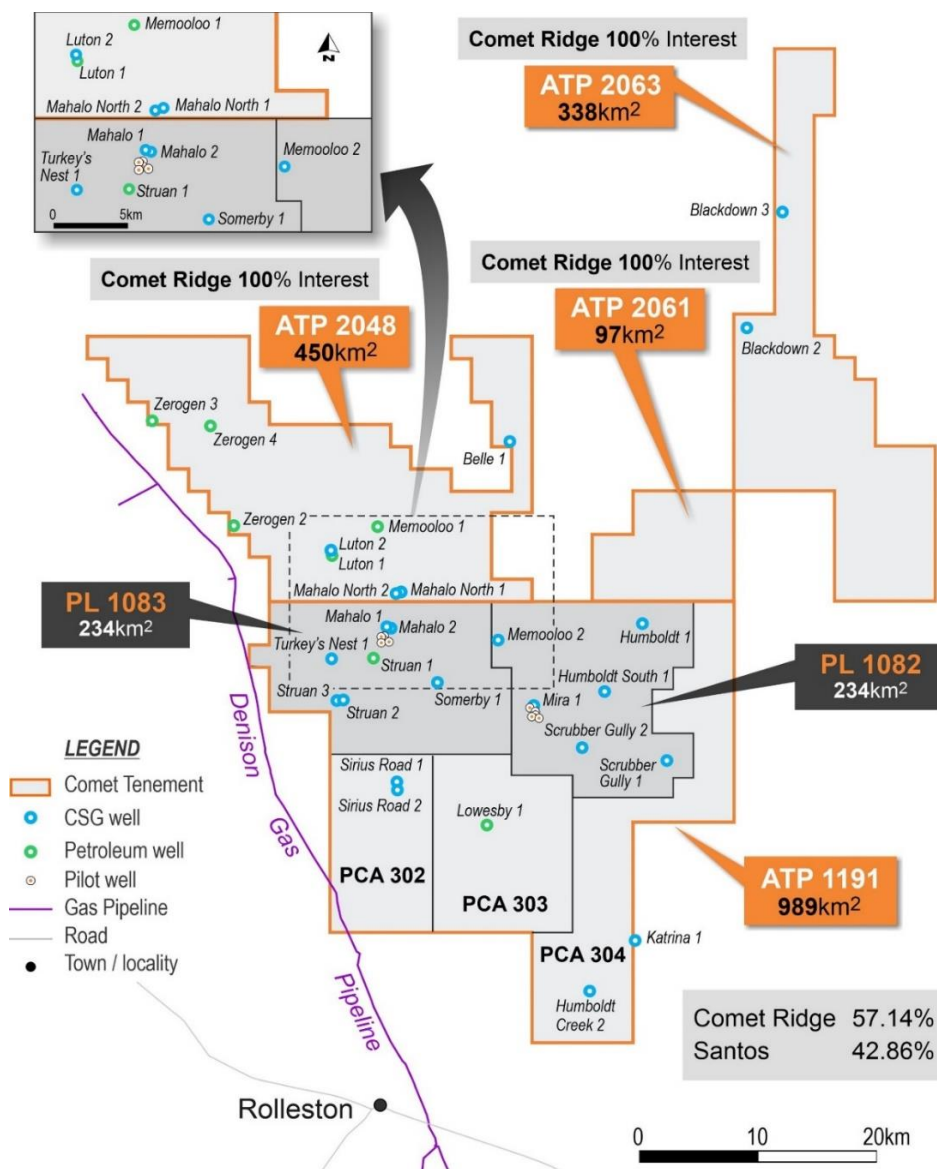 Memooloo 1
Luton 2
Luton 1
N
Mahalo North 2
Mahalo North 1
Mahalo 1
Mahalo 2
Memooloo 2
Turkey's
Nest 1
Struan 1
0
5km
Somerby 1
Comet Ridge 100% Interest
ATP 2063
338km²
Blackdown 3
Comet Ridge 100% Interest
ATP 2048
450km²
Comet Ridge 100% Interest
ATP 2061
97km²
Blackdown 2
Zerogen 3
Zerogen 4
Belle 1
Zerogen 2
Memooloo 1
Luton 2
Luton 1
Mahalo North 2
Mahalo North 1
PL 1083
234km²
Mahalo 1
Mahalo 2
Memooloo 2
Humboldt 1
Turkey's Nest 1
Struan 1
Humboldt South 1
PL 1082
234km²
Struan 3
Struan 2
Somerby 1
Mira 1
Scrubber Gully 2
Scrubber
Gully 1
Sirius Road 1
Sirius Road 2
Lowesby 1
PCA 302
PCA 303
ATP 1191
989km²
PCA 304
Katrina 1
Humboldt
Creek 2
Denison
Gas
Pipeline
LEGEND
Comet Tenement
CSG well
Petroleum well
Pilot well
Gas Pipeline
Road
Town / locality
Comet Ridge 57.14%
Santos 42.86%
Rolleston
0
10
20km